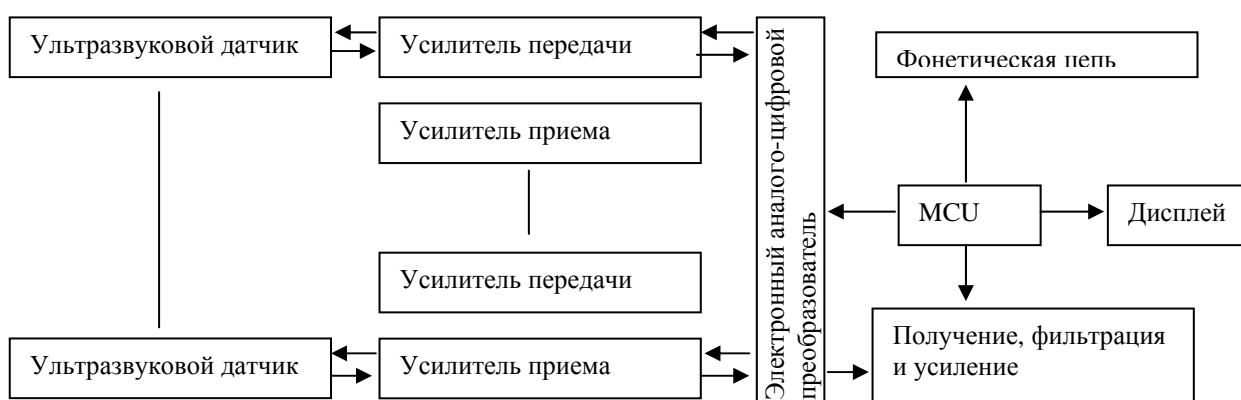 Ультразвуковой датчик
Усилитель передачи
Фонетическая цепь
Усилитель приема
Электронный аналого-цифровой
преобразователь
MCU
Дисплей
Усилитель передачи
Ультразвуковой датчик
Усилитель приема
Получение, фильтрация
и усиление